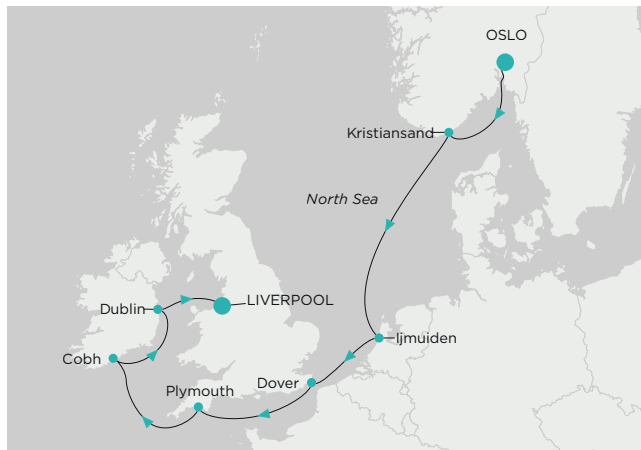 OSLO
Kristiansand
North Sea
LIVERPOOL
Dublin
Ijmuiden
Cobh
Dover
Plymouth